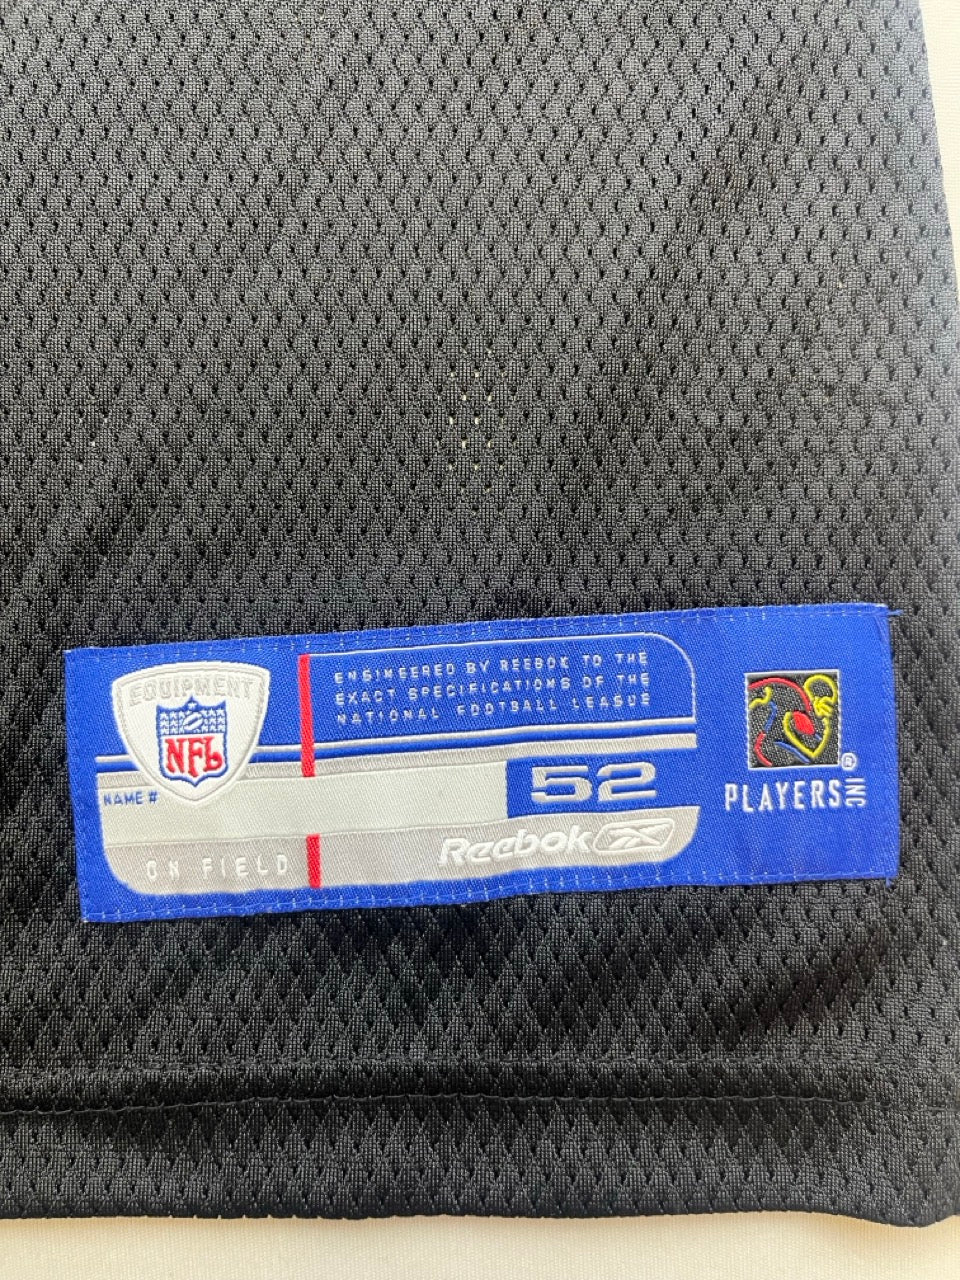 EQUIPMENT
NFL
ENGINEERED BY REEBOK TO THE
EXACT SPECIFICATIONS OF THE
NATIONAL FOOTBALL LEAGUE
NAME #
52
ON FIELD
Reebok
PLAYERS INC ®